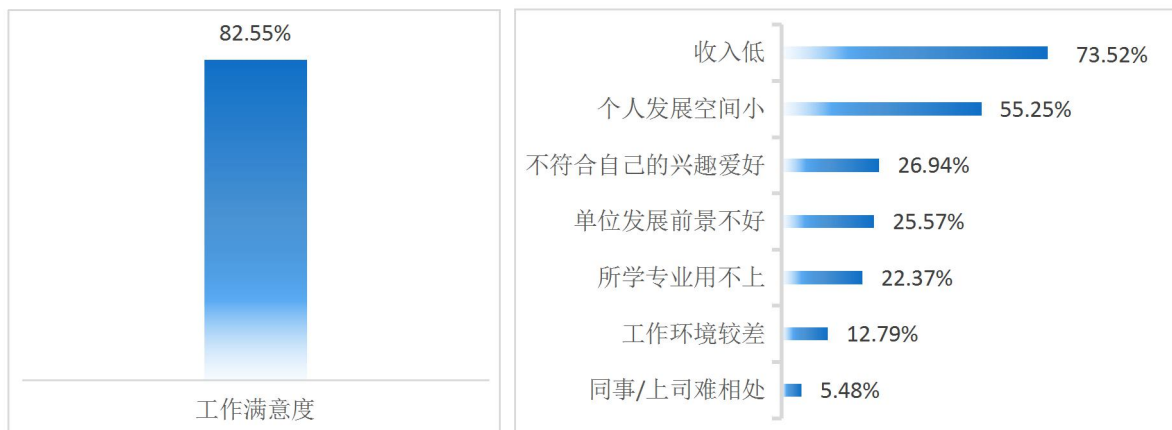 82.55%
工作满意度
收入低 73.52%
个人发展空间小 55.25%
不符合自己的兴趣爱好 26.94%
单位发展前景不好 25.57%
所学专业用不上 22.37%
工作环境较差 12.79%
同事/上司难相处 5.48%